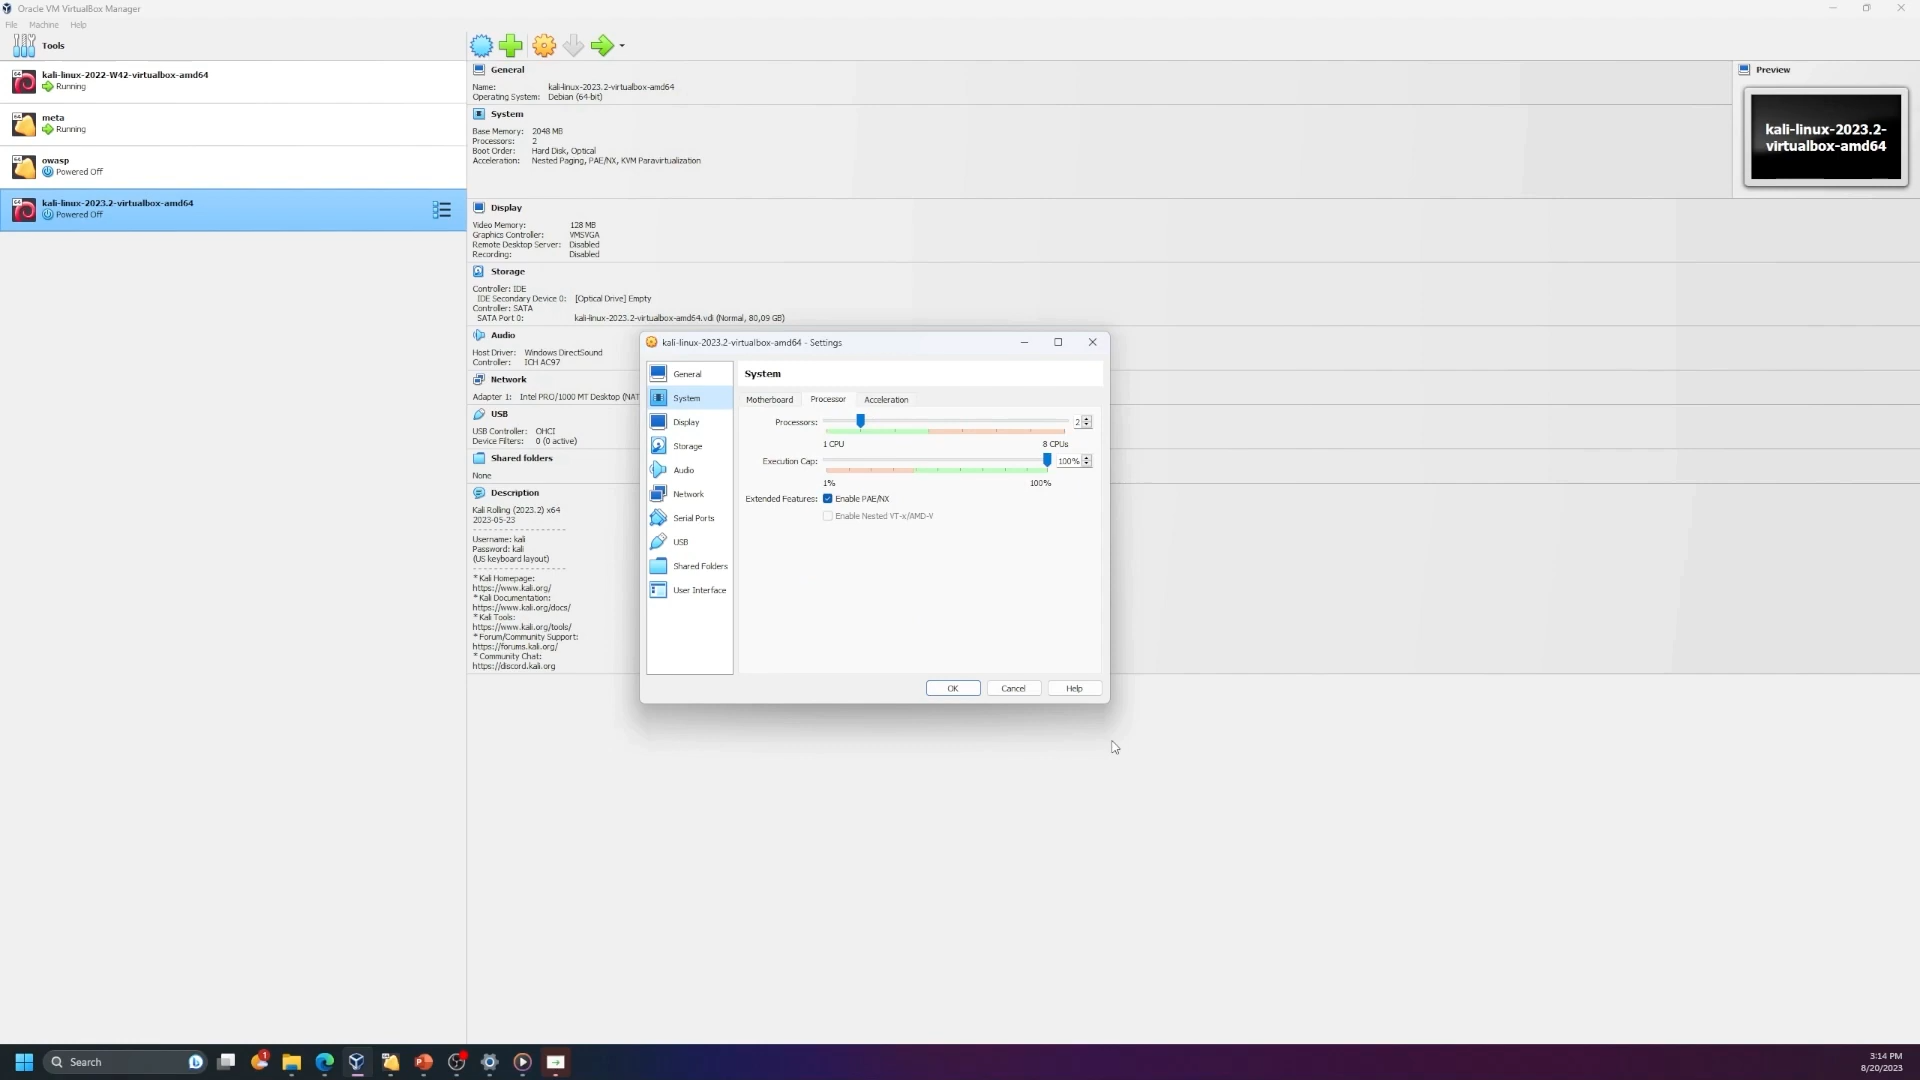 Oracle VM VirtualBox Manager
File Machine Help
Tools
kali-linux-2022-W42-virtualbox-amd64
Running
meta
Running
owasp
Powered Off
kali-linux-2023.2-virtualbox-amd64
Powered Off
General
Name: kali-linux-2023.2-virtualbox-amd64
Operating System: Debian (64-bit)
System
Base Memory: 2048 MB
Processors: 2
Boot Order: Hard Disk, Optical
Acceleration: Nested Paging, PAE/NX, KVM Paravirtualization
Preview
kali-linux-2023.2-
virtualbox-amd64
Display
Video Memory: 128 MB
Graphics Controller: VMSVGA
Remote Desktop Server: Disabled
Recording: Disabled
Storage
Controller: IDE
IDE Secondary Device 0: [Optical Drive] Empty
Controller: SATA
SATA Port 0: kali-linux-2023.2-virtualbox-amd64.vdi (Normal, 80,09 GB)
Audio
Host Driver: Windows DirectSound
Controller: ICH AC97
Network
Adapter 1: Intel PRO/1000 MT Desktop (NAT
USB
USB Controller: OHCI
Device Filters: 0 (0 active)
Shared folders
None
Description
Kali Rolling (2023.2) x64
2023-05-23
- - - - - - - - - - - - - - - - - -
Username: kali
Password: kali
(US keyboard layout)
- - - - - - - - - - - - - - - - - -
* Kali Homepage:
https://www.kali.org/
* Kali Documentation:
https://www.kali.org/docs/
* Kali Tools:
https://www.kali.org/tools/
* Forum/Community Support:
https://forums.kali.org/
* Community Chat:
https://discord.kali.org
kali-linux-2023.2-virtualbox-amd64 - Settings
General
System
Display
Storage
Audio
Network
Serial Ports
USB
Shared Folders
User Interface
System
Motherboard Processor Acceleration
Processors: 2
1 CPU 8 CPUs
Execution Cap: 100%
1% 100%
Extended Features: Enable PAE/NX
Enable Nested VT-x/AMD-V
OK Cancel Help
Search
1
3:14 PM
8/20/2023